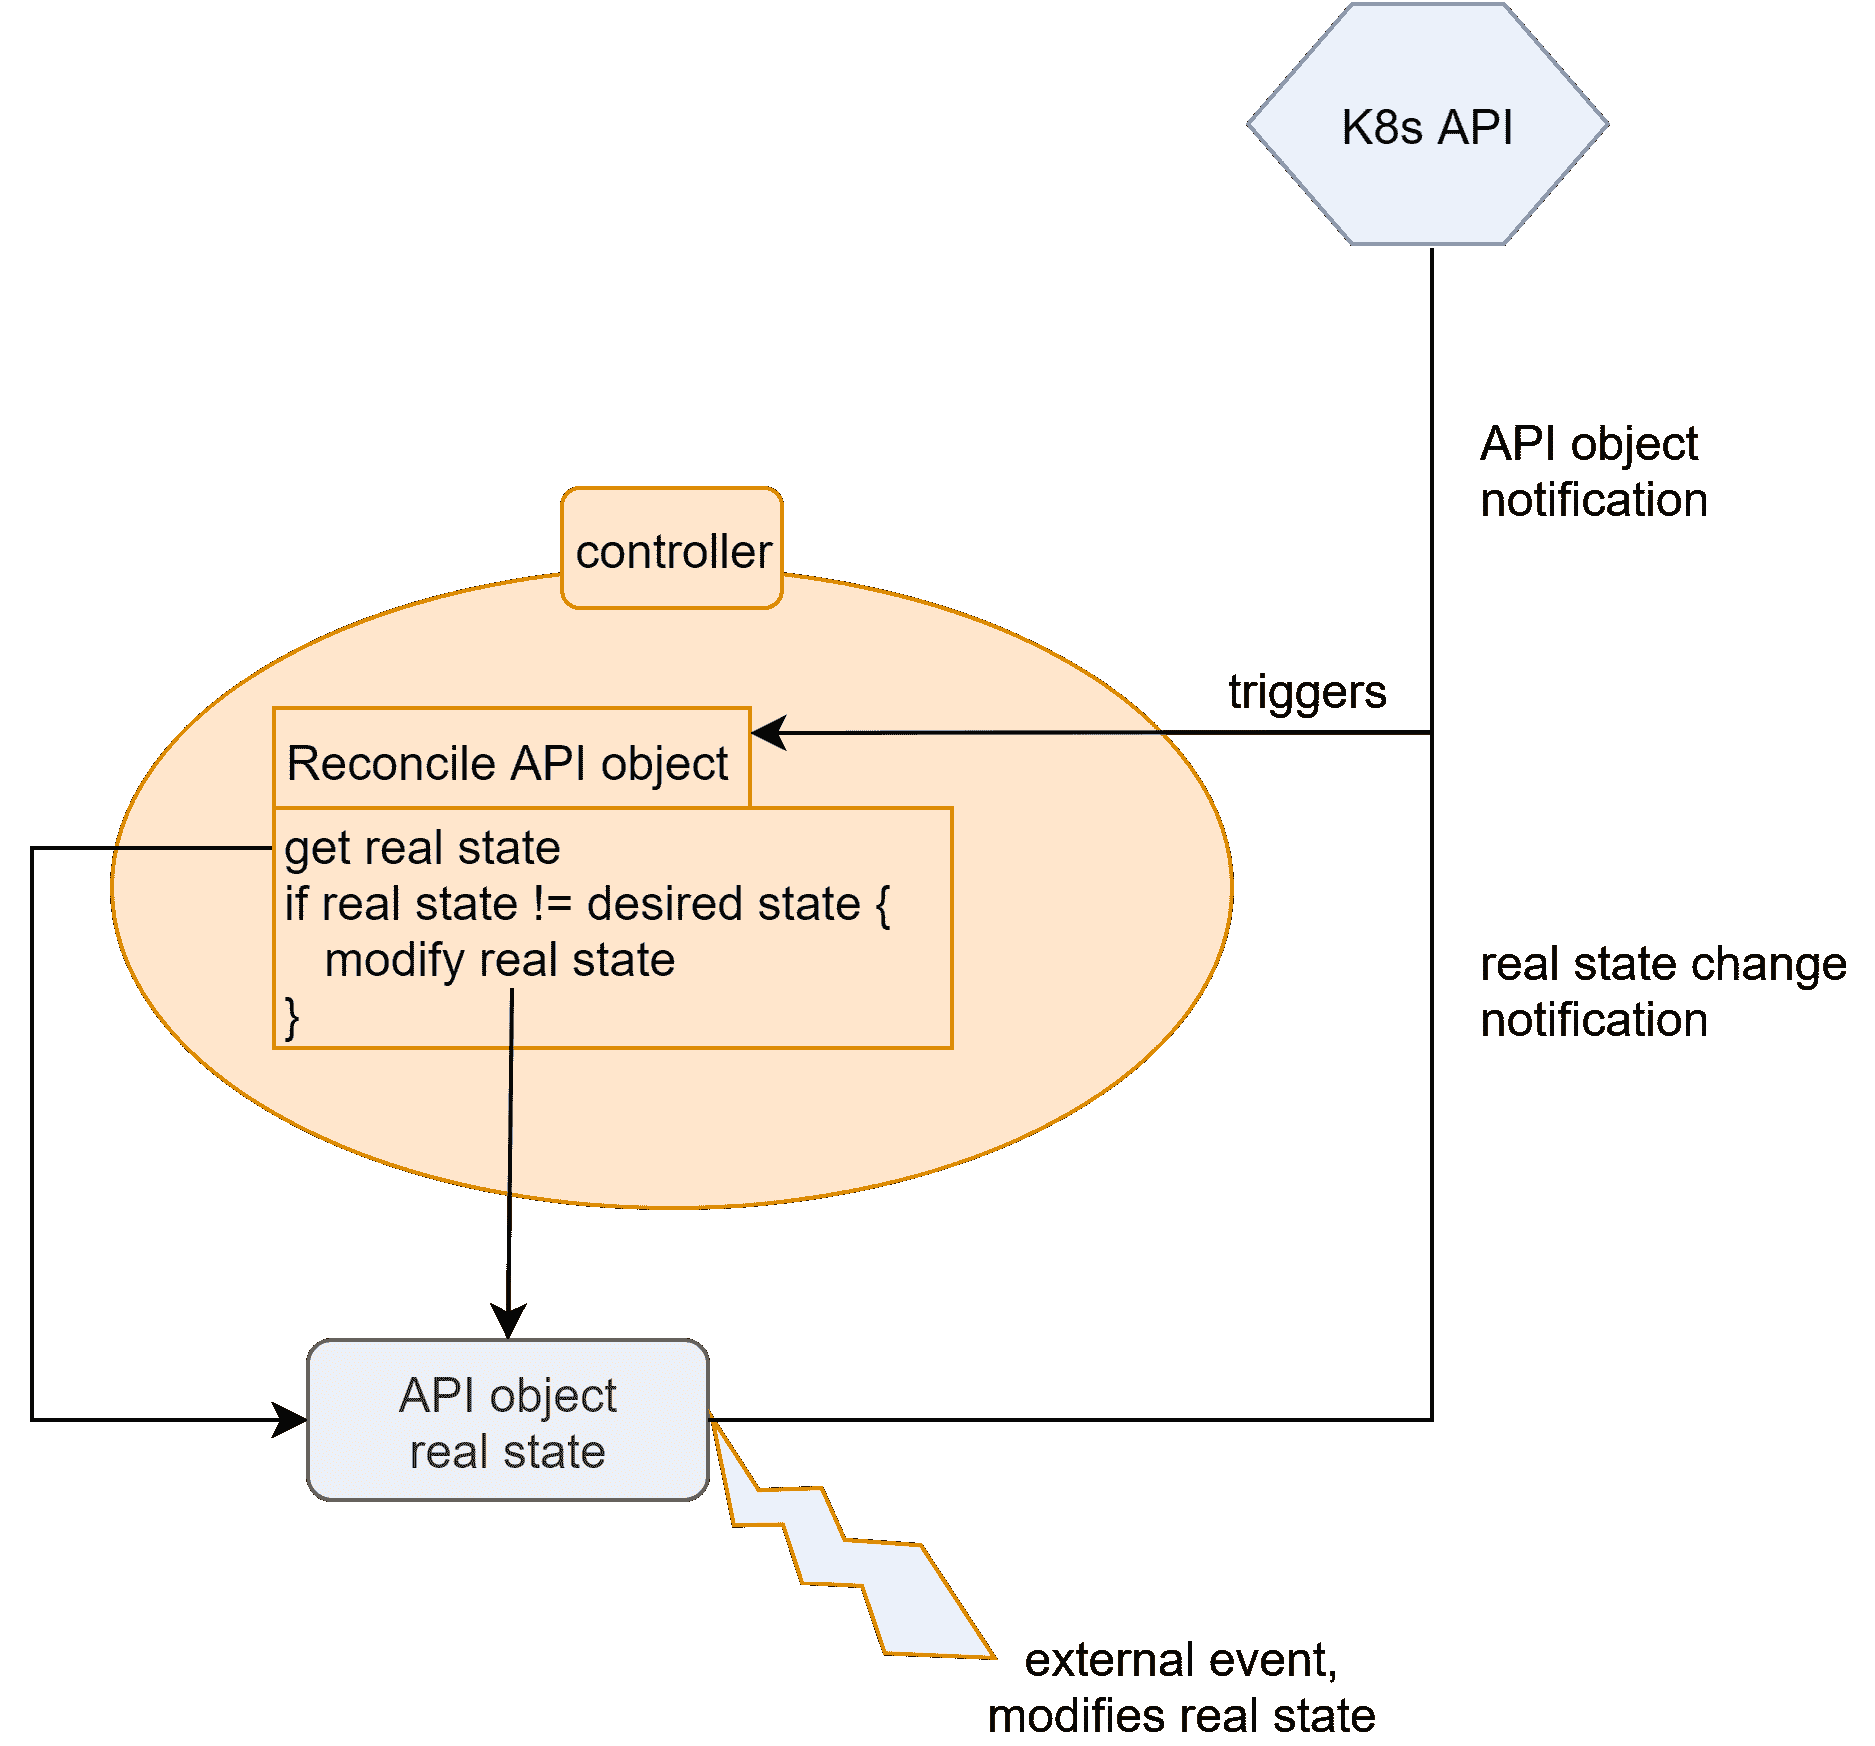 K8s API
API object
notification
controller
triggers
Reconcile API object
get real state
if real state != desired state {
modify real state
}
real state change
notification
API object
real state
external event,
modifies real state